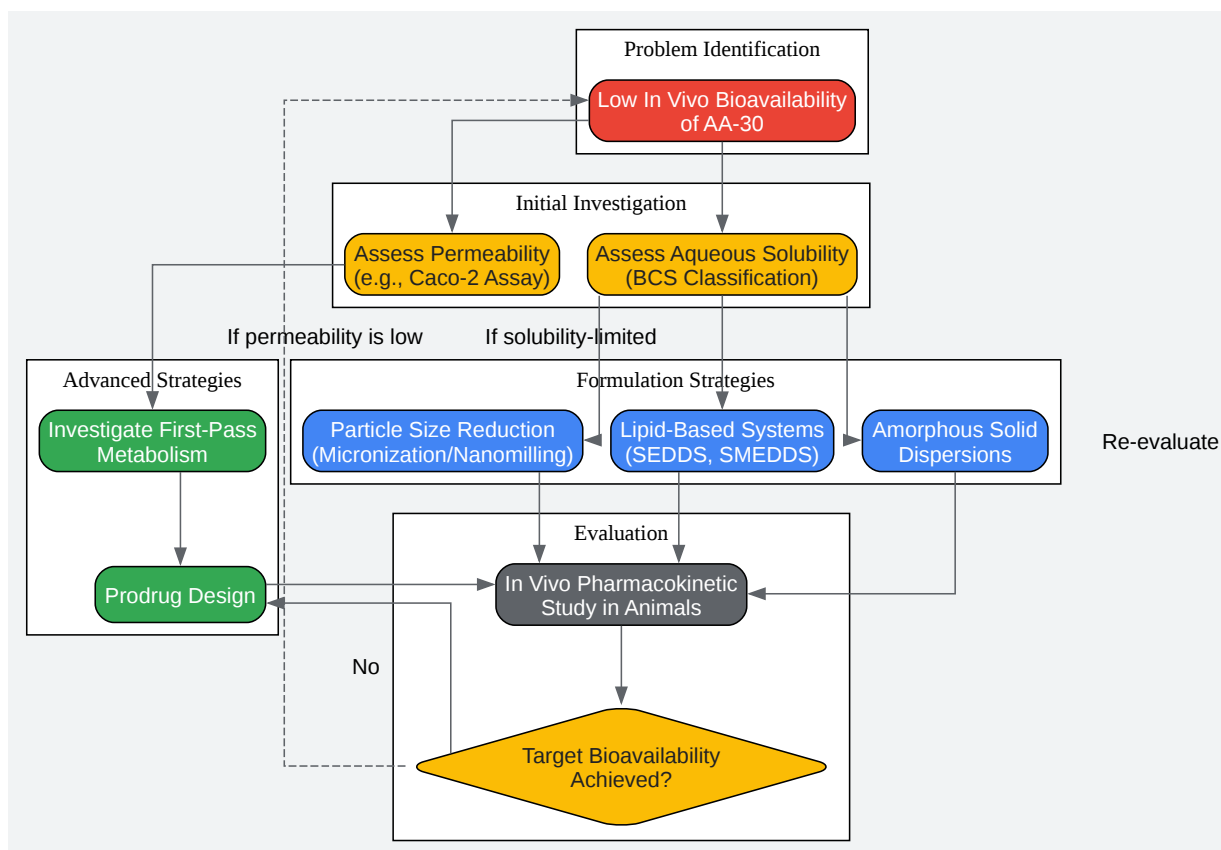 Problem Identification
Low In Vivo Bioavailability
of AA-30
Initial Investigation
Assess Permeability
(e.g., Caco-2 Assay)
Assess Aqueous Solubility
(BCS Classification)
If permeability is low
If solubility-limited
Advanced Strategies
Formulation Strategies
Investigate First-Pass
Metabolism
Particle Size Reduction
(Micronization/Nanomilling)
Lipid-Based Systems
(SEDDS, SMEDDS)
Amorphous Solid
Dispersions
Re-evaluate
Evaluation
Prodrug Design
In Vivo Pharmacokinetic
Study in Animals
No
Target Bioavailability
Achieved?